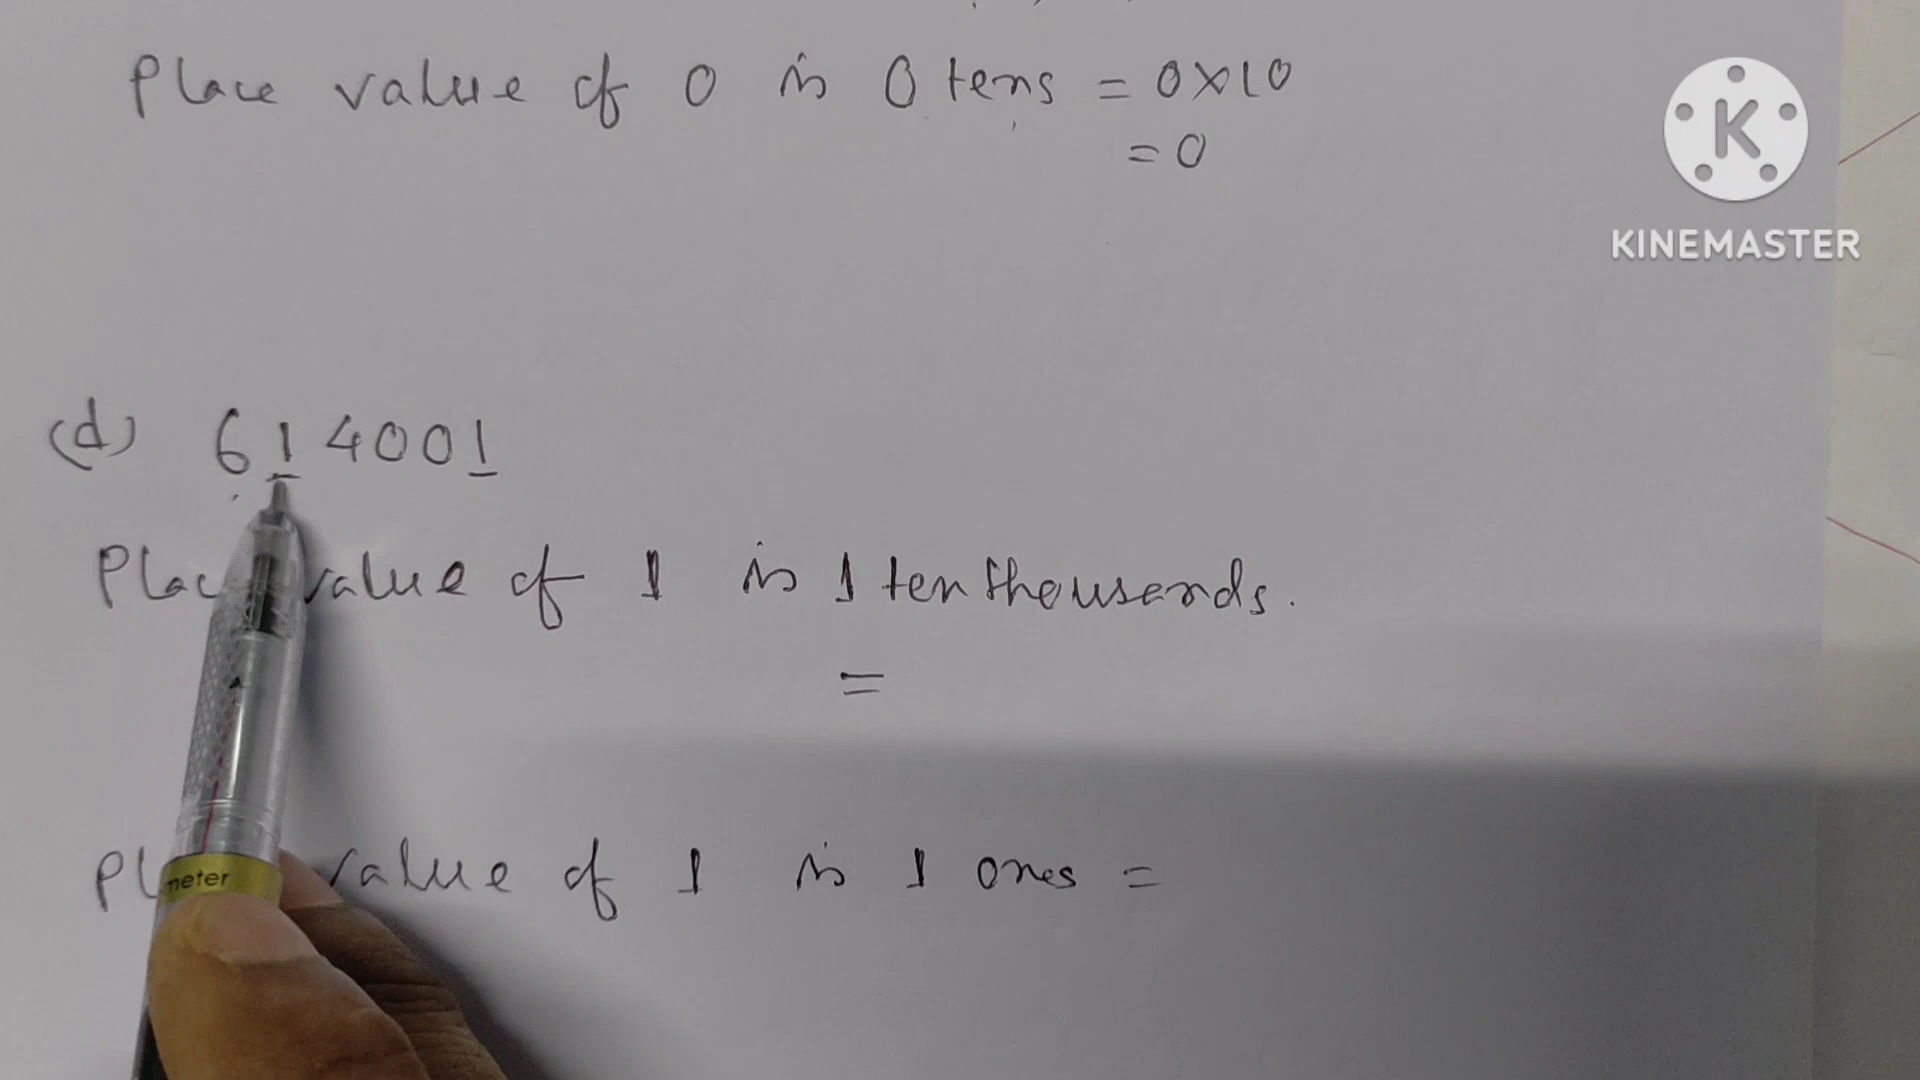 Place value of 0 is 0 tens = 0×10
= 0
K
KINEMASTER
(d) 614001
value of 1 is 1 ten thousands.
=
value of 1 is 1 ones =
meter